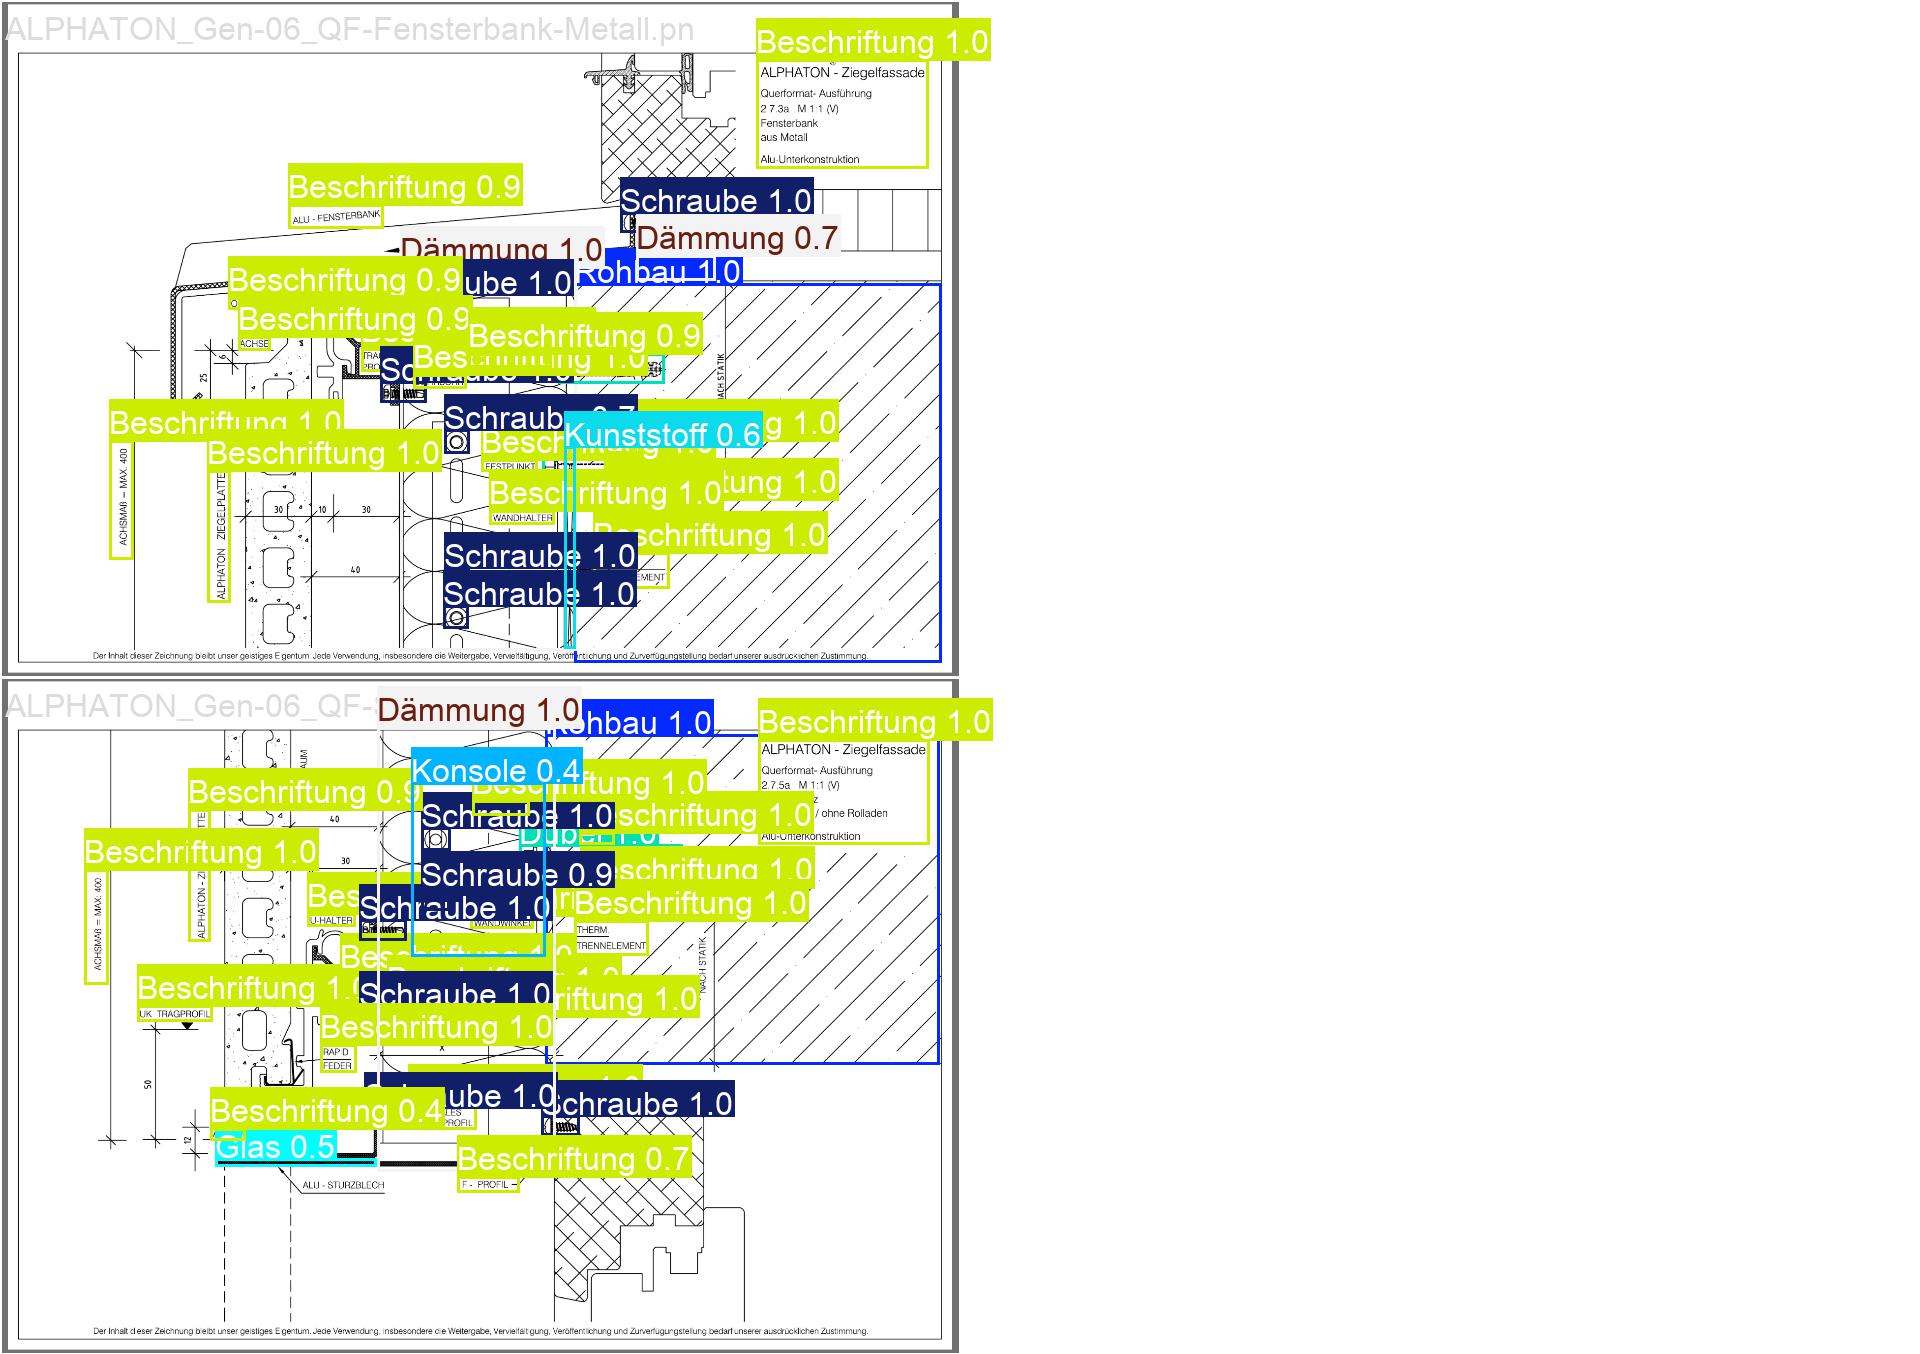 ALPHATON_Gen-06_QF-Fensterbank-Metall.pn
Beschriftung 1.0
ALPHATON - Ziegelfassade
Querformat- Ausführung
2.7.3a M 1:1 (V)
Fensterbank
aus Metall
Alu-Unterkonstruktion
Beschriftung 0.9
ALU - FENSTERBANK
Schraube 1.0
Dämmung 1.0
Dämmung 0.7
Beschriftung 0.9
ube 1.0
Rohbau 1.0
Beschriftung 0.9
Beschriftung 0.9
ACHSE
6
25
Beschriftung 1.0
NACH STATIK
Beschriftung 1.0
Schraube 0.7
Kunststoff 0.6
g 1.0
Beschriftung 1.0
FESTPUNKT
ACHSMAß = MAX. 400
ALPHATON ZIEGELPLATTE
Beschriftung 1.0
tung 1.0
WANDHALTER
30
10
30
Beschriftung 1.0
Schraube 1.0
40
EMENT
Schraube 1.0
Der Inhalt dieser Zeichnung bleibt unser geistiges Eigentum. Jede Verwendung, insbesondere die Weitergabe, Vervielfältigung, Veröffentlichung und Zurverfügungstellung bedarf unserer ausdrücklichen Zustimmung.
ALPHATON_Gen-06_QF-
Dämmung 1.0
Rohbau 1.0
Beschriftung 1.0
ALPHATON - Ziegelfassade
Querformat- Ausführung
2.7.5a M 1:1 (V)
z
/ ohne Rolladen
Alu-Unterkonstruktion
AUM
Konsole 0.4
ftung 1.0
Beschriftung 0.9
Schraube 1.0
schriftung 1.0
40
Dübel 1.0
Beschriftung 1.0
30
Schraube 0.9
schriftung 1.0
ACHSMAß = MAX. 400
Bes
Schraube 1.0
Beschriftung 1.0
U-HALTER
WANDWINKEL
THERM.
TRENNELEMENT
NACH STATIK
Beschriftung 1.0
Beschriftung 1.0
Schraube 1.0
riftung 1.0
UK TRAGPROFIL
Beschriftung 1.0
X
RAPID
FEDER
50
ube 1.0
Schraube 1.0
Beschriftung 0.4
LES
PROFIL
12
Glas 0.5
Beschriftung 0.7
ALU - STURZBLECH
F - PROFIL
Der Inhalt dieser Zeichnung bleibt unser geistiges Eigentum. Jede Verwendung, insbesondere die Weitergabe, Vervielfältigung, Veröffentlichung und Zurverfügungstellung bedarf unserer ausdrücklichen Zustimmung.